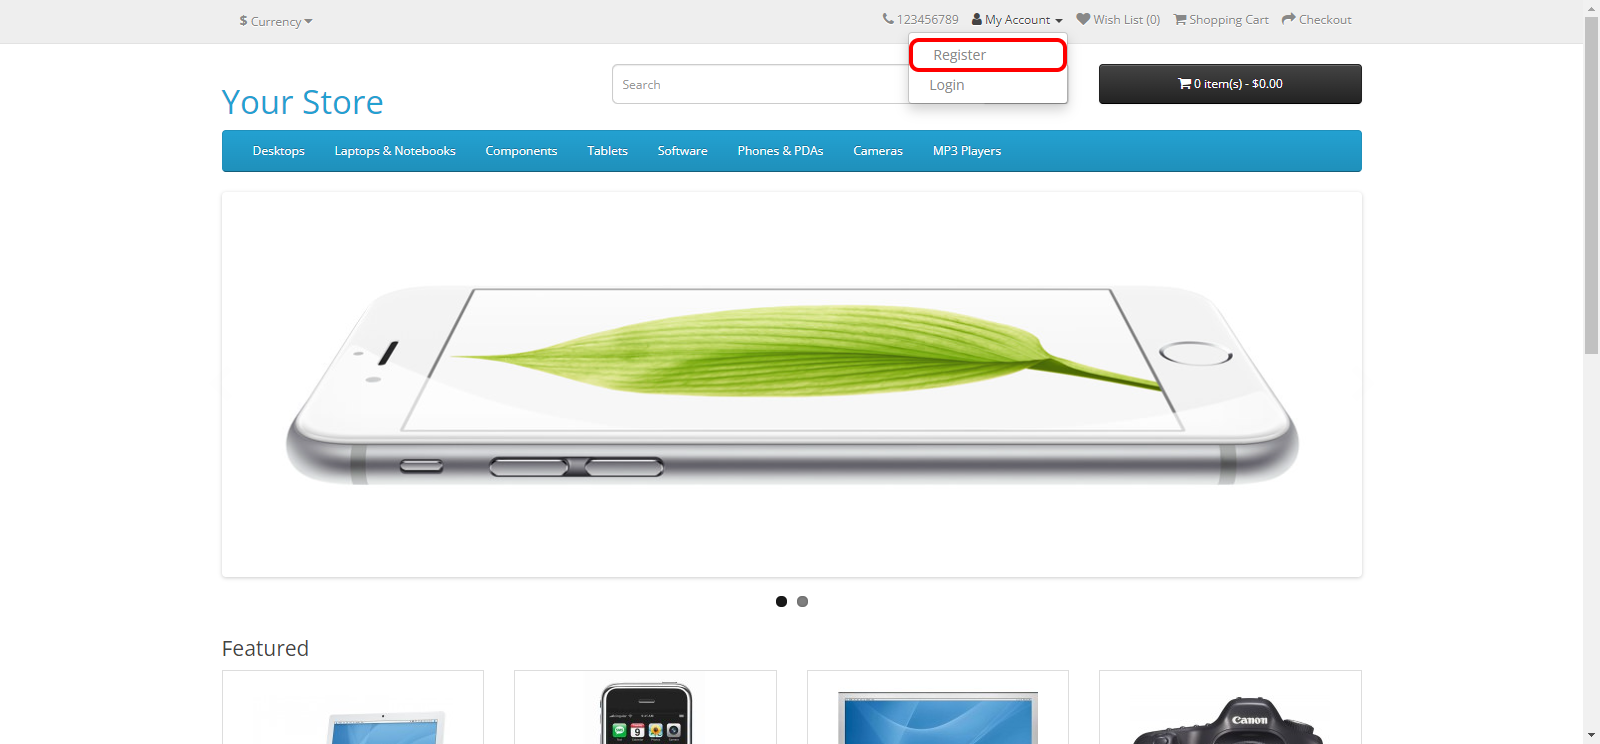 $ Currency
123456789 My Account Wish List (0) Shopping Cart Checkout
Register
Login
Your Store
Search
0 item(s) - $0.00
Desktops Laptops & Notebooks Components Tablets Software Phones & PDAs Cameras MP3 Players
Featured
9
Canon